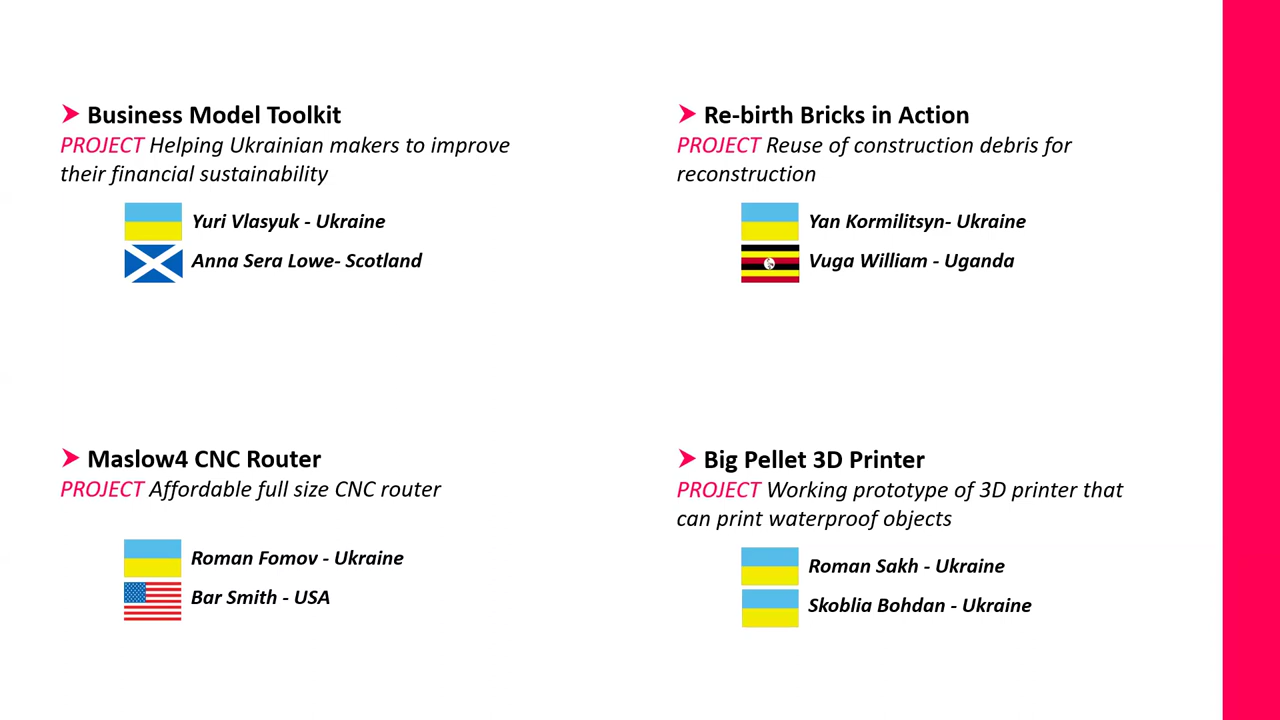 ➤ Business Model Toolkit
PROJECT Helping Ukrainian makers to improve
their financial sustainability
Yuri Vlasyuk - Ukraine
Anna Sera Lowe- Scotland
➤ Re-birth Bricks in Action
PROJECT Reuse of construction debris for
reconstruction
Yan Kormilitsyn- Ukraine
Vuga William - Uganda
➤ Maslow4 CNC Router
PROJECT Affordable full size CNC router
Roman Fomov - Ukraine
Bar Smith - USA
➤ Big Pellet 3D Printer
PROJECT Working prototype of 3D printer that
can print waterproof objects
Roman Sakh - Ukraine
Skoblia Bohdan - Ukraine